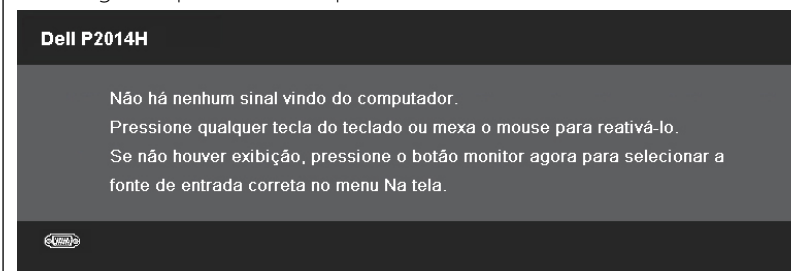 Dell P2014H
Não há nenhum sinal vindo do computador.
Pressione qualquer tecla do teclado ou mexa o mouse para reativá-lo.
Se não houver exibição, pressione o botão monitor agora para selecionar a
fonte de entrada correta no menu Na tela.